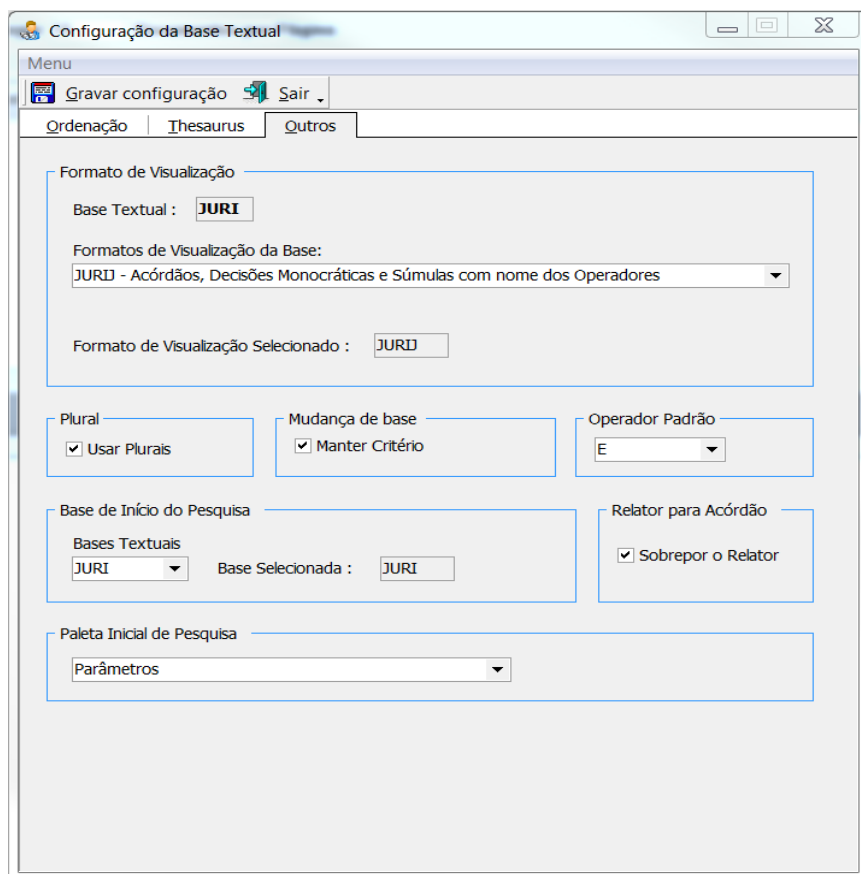 Configuração da Base Textual
Menu
Gravar configuração Sair
Ordenação Thesaurus Outros
Formato de Visualização
Base Textual : JURI
Formatos de Visualização da Base:
JURIJ - Acórdãos, Decisões Monocráticas e Súmulas com nome dos Operadores
Formato de Visualização Selecionado : JURIJ
Plural Mudança de base Operador Padrão
Usar Plurais Manter Critério E
Base de Início do Pesquisa Relator para Acórdão
Bases Textuais
JURI Base Selecionada : JURI Sobrepor o Relator
Paleta Inicial de Pesquisa
Parâmetros